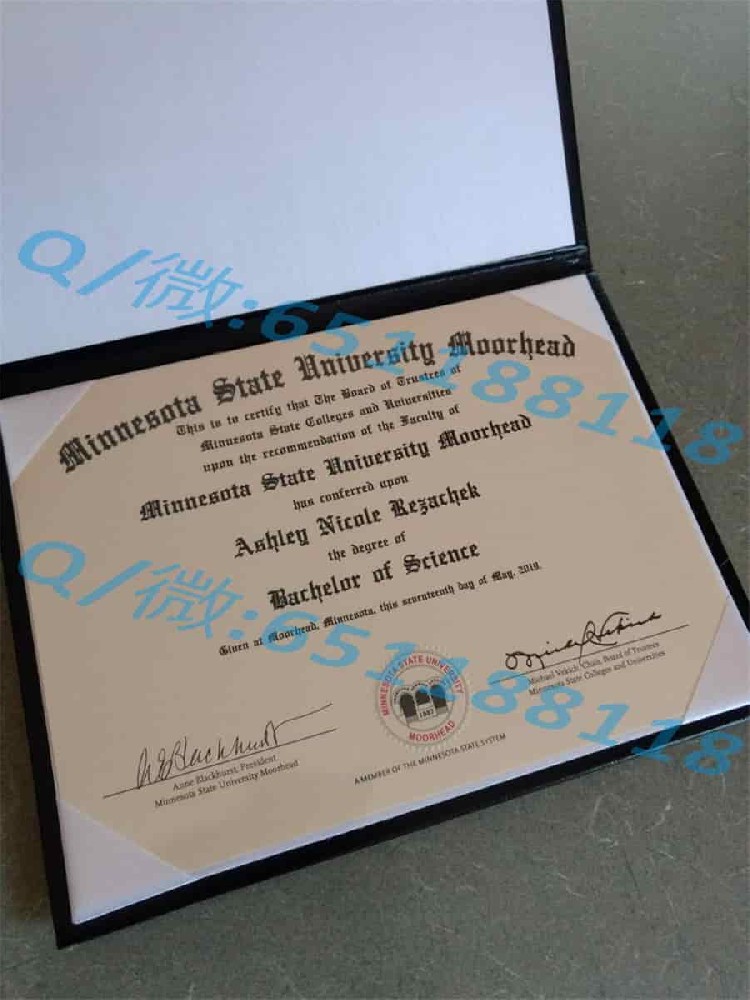 Q/微:651188118
Minnesota State University Moorhead
This is to certify that The Board of Trustees of
Minnesota State Colleges and Universities
upon the recommendation of the Faculty of
Minnesota State University Moorhead
has conferred upon
Ashley Nicole Rezachek
the degree of
Bachelor of Science
Given at Moorhead, Minnesota, this seventeenth day of May, 2019.
Q/微:651188118
Michael Vekich, Chair, Board of Trustees
Minnesota State Colleges and Universities
MINNESOTA STATE UNIVERSITY
1887
MOORHEAD
Anne Blackhurst, President
Minnesota State University Moorhead
A MEMBER OF THE MINNESOTA STATE SYSTEM